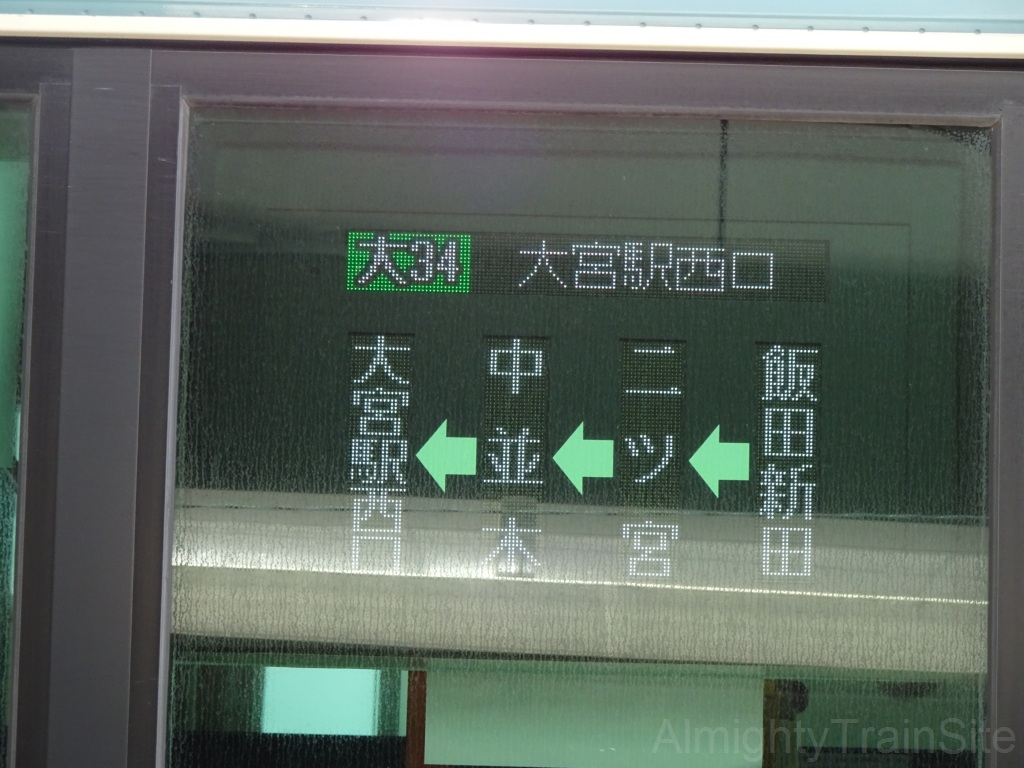 大34 大宮駅西口
飯田新田
二ツ宮
中並木
大宮駅西口
AlmightyTrainSite